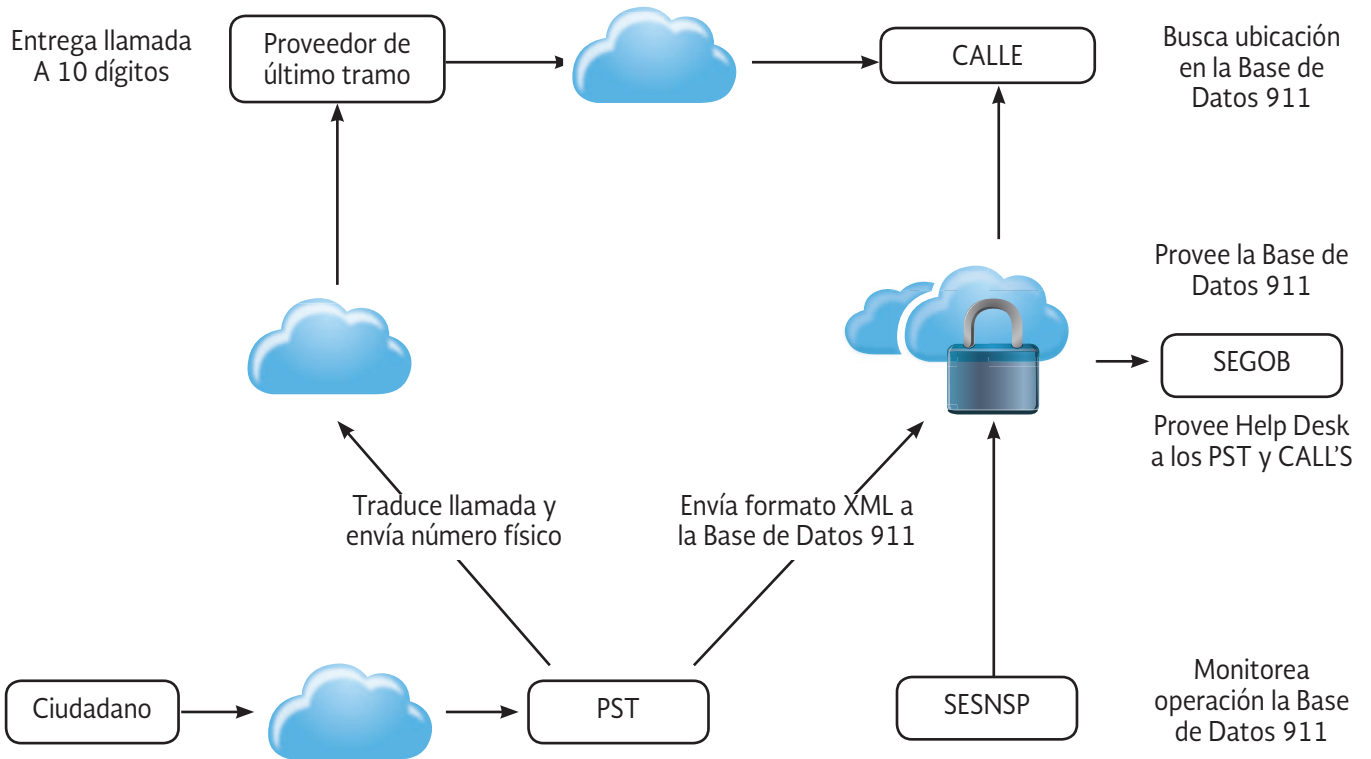 Entrega llamada
A 10 dígitos
Proveedor de
último tramo
CALLE
Busca ubicación
en la Base de
Datos 911
Provee la Base de
Datos 911
SEGOB
Provee Help Desk
a los PST y CALL'S
Traduce llamada y
envía número físico
Envía formato XML a
la Base de Datos 911
Ciudadano
PST
SESNSP
Monitorea
operación la Base
de Datos 911